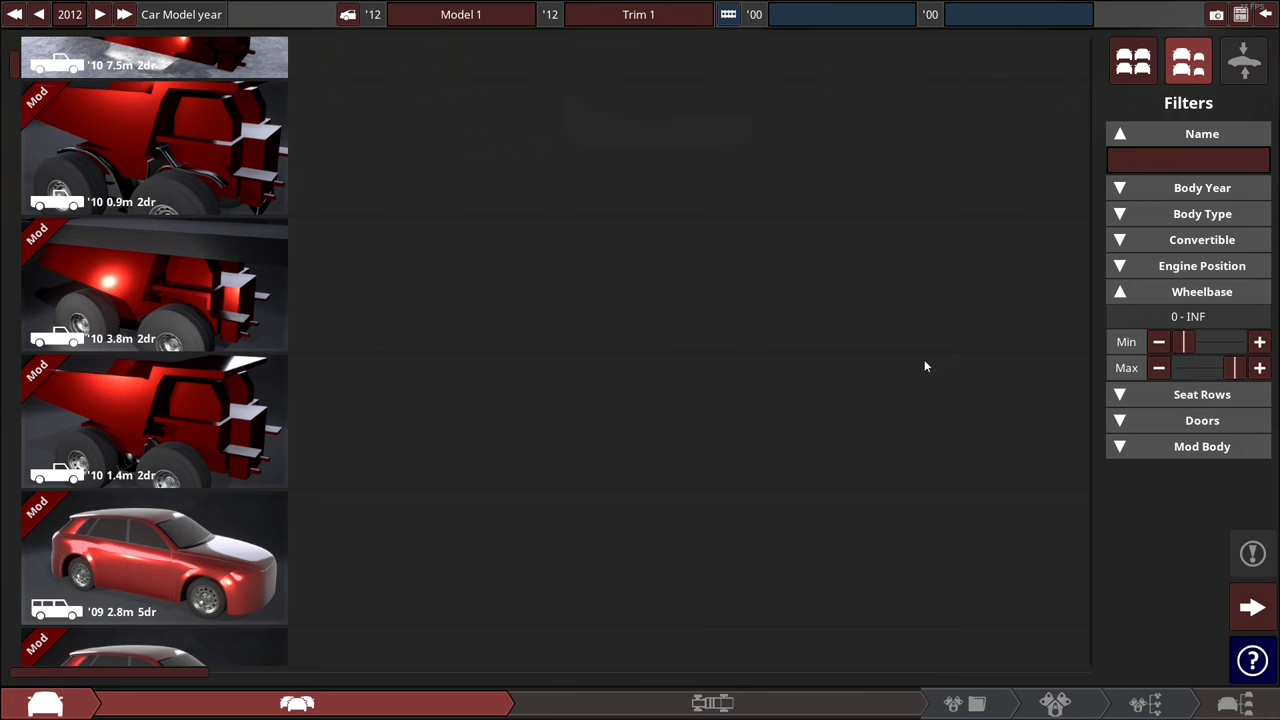 2012 Car Model year '12 Model 1 '12 Trim 1 '00 '00
'10 7.5m 2dr
Mod
'10 0.9m 2dr
Mod
'10 3.8m 2dr
Mod
'10 1.4m 2dr
Mod
'09 2.8m 5dr
Mod
Filters
Name
Body Year
Body Type
Convertible
Engine Position
Wheelbase
0 - INF
Min
Max
Seat Rows
Doors
Mod Body
?